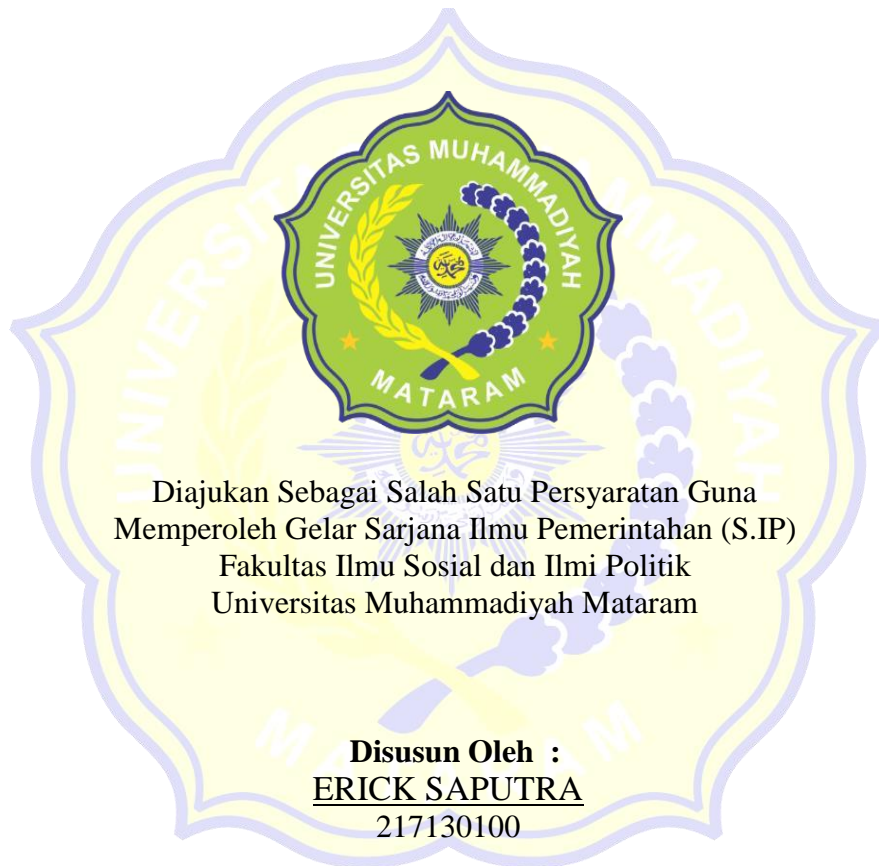 UNIVERSITAS MUHAMMADIYAH
MATARAM
Diajukan Sebagai Salah Satu Persyaratan Guna
Memperoleh Gelar Sarjana Ilmu Pemerintahan (S.IP)
Fakultas Ilmu Sosial dan Ilmi Politik
Universitas Muhammadiyah Mataram
Disusun Oleh :
ERICK SAPUTRA
217130100